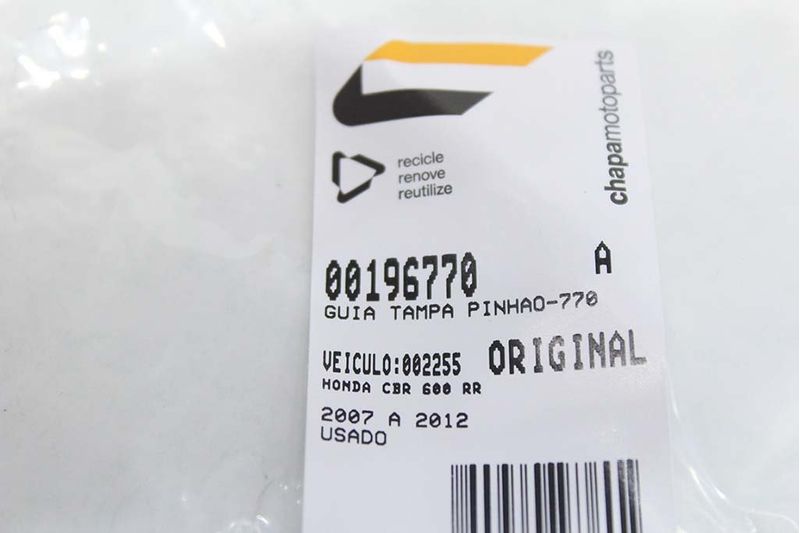 chapamotoparts
recicle
renove
reutilize
A
00196770
GUIA TAMPA PINHAO-770
VEICULO:002255 ORIGINAL
HONDA CBR 600 RR
2007 A 2012
USADO